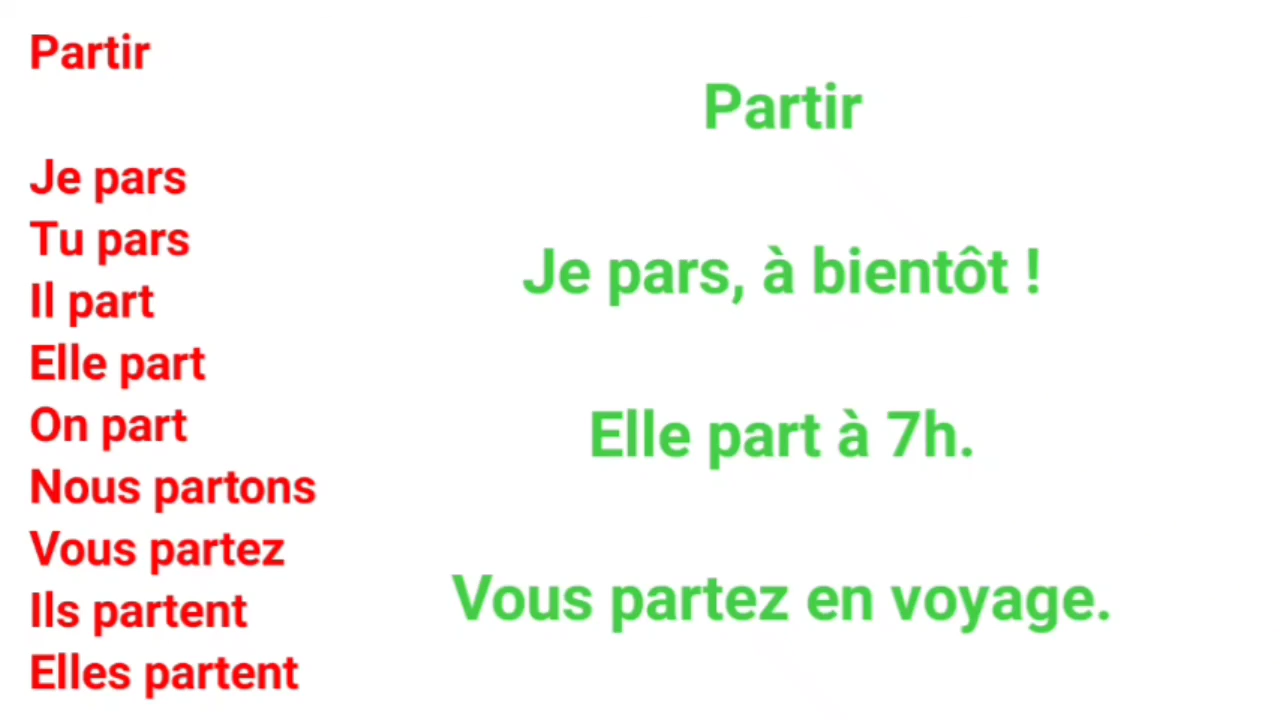 Partir
Je pars
Tu pars
Il part
Elle part
On part
Nous partons
Vous partez
Ils partent
Elles partent
Partir
Je pars, à bientôt !
Elle part à 7h.
Vous partez en voyage.